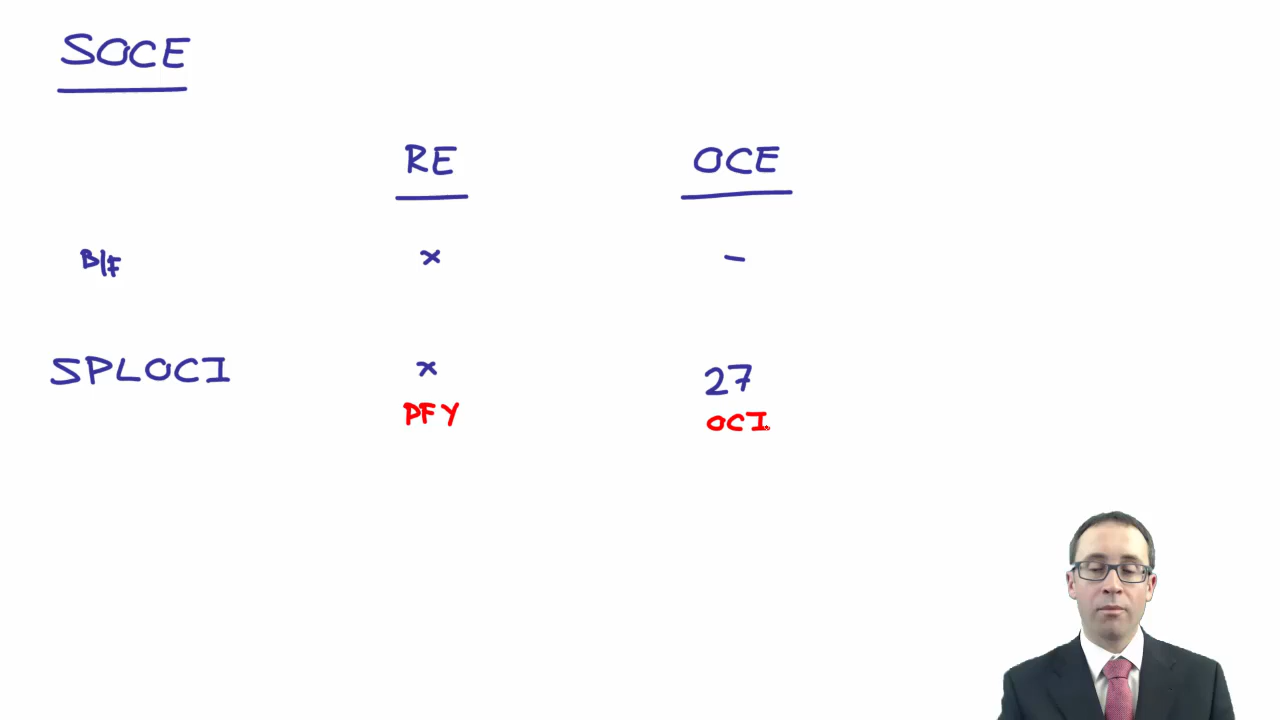 SOCE
RE OCE
B/F x -
SPLOCI x 27
PFY OCI